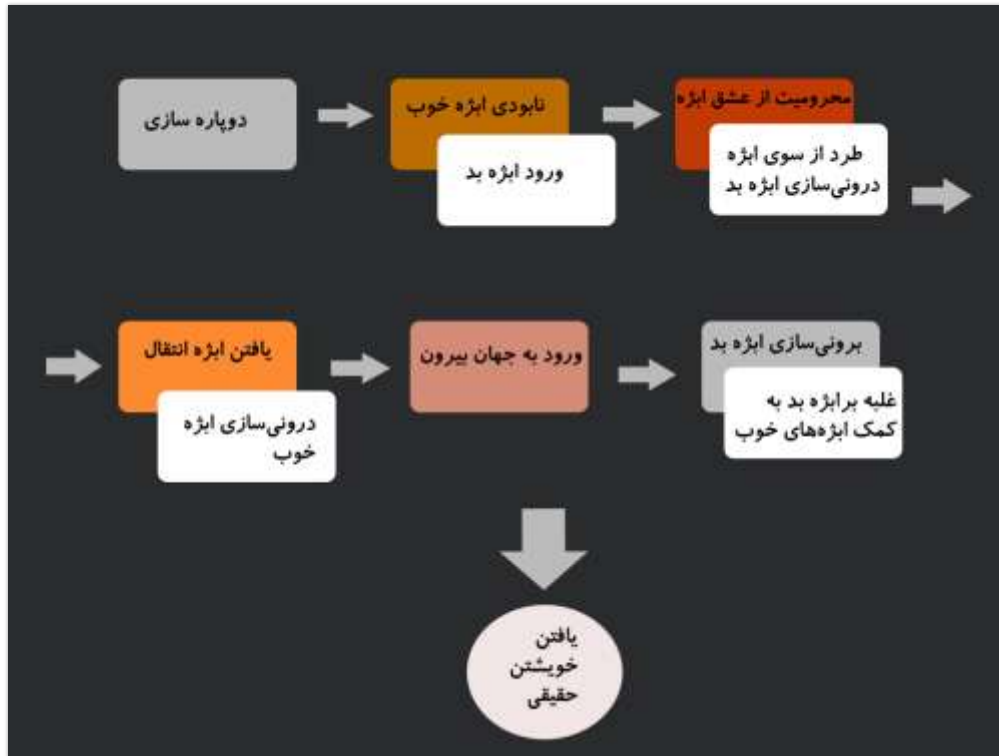 دوپاره سازی
نابودی ابژه خوب
ورود ابژه بد
محرومیت از عشق ابژه
طرد از سوی ابژه
درونی‌سازی ابژه بد
یافتن ابژه انتقال
درونی‌سازی ابژه
خوب
ورود به جهان بیرون
برونی‌سازی ابژه بد
غلبه برابژه بد به
کمک ابژه‌های خوب
یافتن
خویشتن
حقیقی